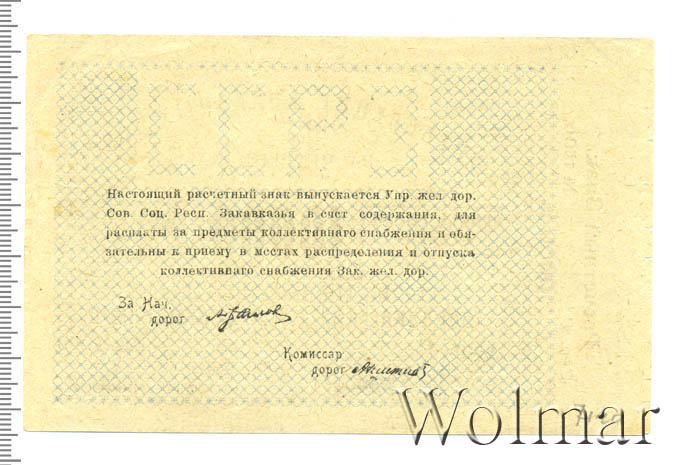 Настоящий расчетный знак выпускается Упр. жел. дор.
Сов. Соц. Респ. Закавказья в счет содержания, для
расплаты за предметы коллективнаго снабжения и обя-
зательны к приему в местах распределения и отпуска
коллективнаго снабжения Зак. жел. дор.
За Нач.
дорог
Комиссар
дорог
Wolmar